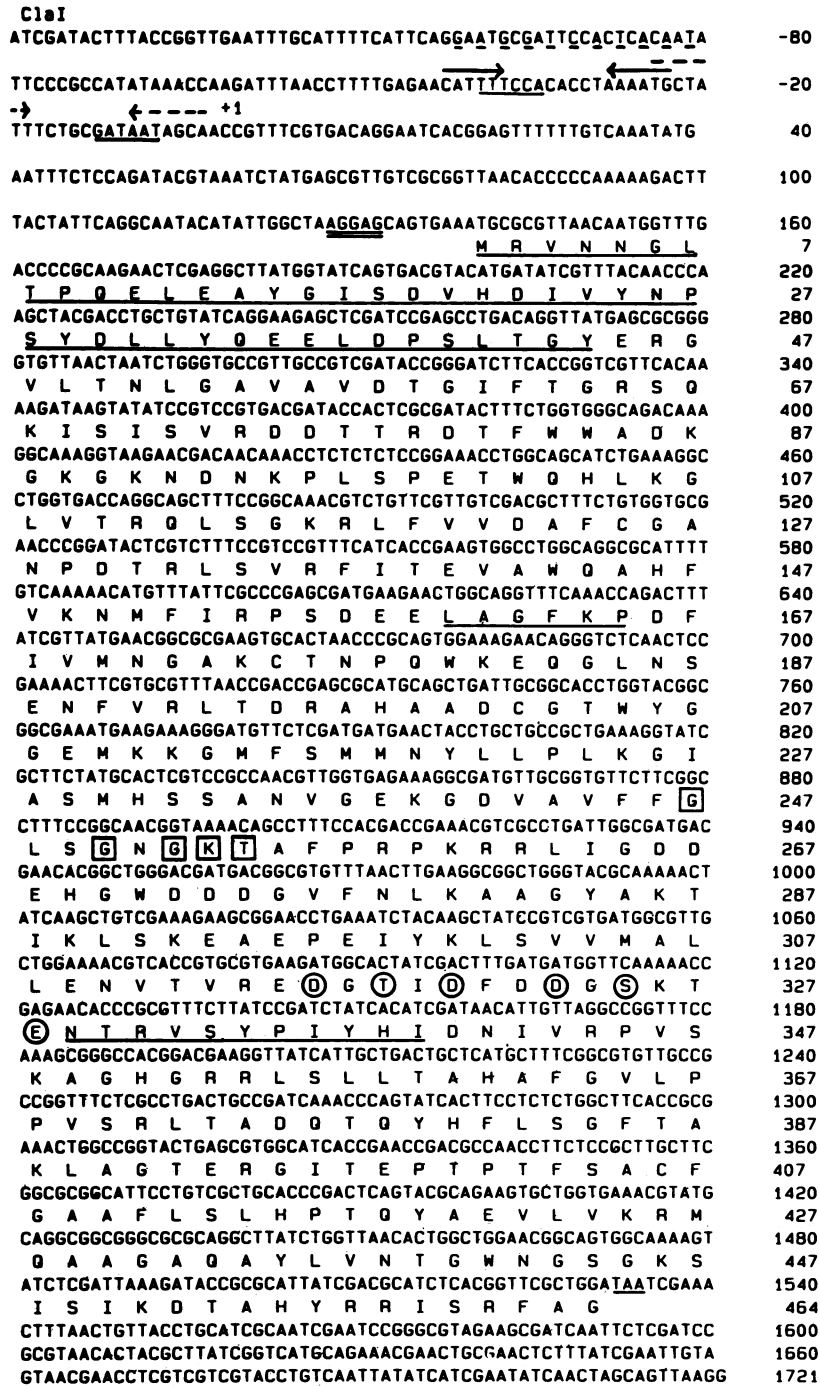 ClaI
ATCGATACTTTACCGGTTGAATTTGCATTTTCATTCAGGAATGCGATTCCACTCACAATA -80
TTCCCGCCATATAAACCAAGATTTAACCTTTTGAGAACATTTTCCACACCTAAAATGCTA -20
+1
TTTCTGCGATAATAGCAACCGTTTCGTGACAGGAATCACGGAGTTTTTTGTCAAATATG 40
AATTTCTCCAGATACGTAAATCTATGAGCGTTGTCGCGGTTAACACCCCCAAAAAGACTT 100
TACTATTCAGGCAATACATATTGGCTAAGGAGCAGTGAAATGCGCGTTAACAATGGTTTG 160
M R V N N G L 7
ACCCCGCAAGAACTCGAGGCTTATGGTATCAGTGACGTACATGATATCGTTTACAACCCA 220
T P Q E L E A Y G I S D V H D I V Y N P 27
AGCTACGACCTGCTGTATCAGGAAGAGCTCGATCCGAGCCTGACAGGTTATGAGCGCGGG 280
S Y D L L Y Q E E L D P S L T G Y E R G 47
GTGTTAACTAATCTGGGTGCCGTTGCCGTCGATACCGGGATCTTCACCGGTCGTTCACAA 340
V L T N L G A V A V D T G I F T G R S Q 67
AAGATAAGTATATCCGTCCGTGACGATACCACTCGCGATACTTTCTGGTGGGCAGACAAA 400
K I S I S V R D D T T R D T F W W A D K 87
GGCAAAGGTAAGAACGACAACAAACCTCTCTCTCCGGAAACCTGGCAGCATCTGAAAGGC 460
G K G K N D N K P L S P E T W Q H L K G 107
CTGGTGACCAGGCAGCTTTCCGGCAAACGTCTGTTCGTTGTCGACGCTTTCTGTGGTGCG 520
L V T R Q L S G K R L F V V D A F C G A 127
AACCCGGATACTCGTCTTTCCGTCCGTTTCATCACCGAAGTGGCCTGGCAGGCGCATTTT 580
N P D T R L S V R F I T E V A W Q A H F 147
GTCAAAAACATGTTTATTCGCCCGAGCGATGAAGAACTGGCAGGTTTCAAACCAGACTTT 640
V K N M F I R P S D E E L A G F K P D F 167
ATCGTTATGAACGGCGCGAAGTGCACTAACCCGCAGTGGAAAGAACAGGGTCTCAACTCC 700
I V M N G A K C T N P Q W K E Q G L N S 187
GAAAACTTCGTGCGTTTAACCGACCGAGCGCATGCAGCTGATTGCGGCACCTGGTACGGC 760
E N F V R L T D R A H A A D C G T W Y G 207
GGCGAAATGAAGAAAGGGATGTTCTCGATGATGAACTACCTGCTGCCGCTGAAAGGTATC 820
G E M K K G M F S M M N Y L L P L K G I 227
GCTTCTATGCACTCGTCCGCCAACGTTGGTGAGAAAGGCGATGTTGCGGTGTTCTTCGGC 880
A S M H S S A N V G E K G D V A V F F G 247
CTTTCCGGCAACGGTAAAACAGCCTTTCCACGACCGAAACGTCGCCTGATTGGCGATGAC 940
L S G N G K T A F P R P K R R L I G D D 267
GAACACGGCTGGGACGATGACGGCGTGTTTAACTTGAAGGCGGCTGGGTACGCAAAAACT 1000
E H G W D D D G V F N L K A A G Y A K T 287
ATCAAGCTGTCGAAAGAAGCGGAACCTGAAATCTACAAGCTATCCGTCGTGATGGCGTTG 1060
I K L S K E A E P E I Y K L S V V M A L 307
CTGGAAAACGTCACCGTGCGTGAAGATGGCACTATCGACTTTGATGATGGTTCAAAAACC 1120
L E N V T V R E D G T I D F D D G S K T 327
GAGAACACCCGCGTTTCTTATCCGATCTATCACATCGATAACATTGTTAGGCCGGTTTCC 1180
E N T R V S Y P I Y H I D N I V R P V S 347
AAAGCGGGCCACGGACGAAGGTTATCATTGCTGACTGCTCATGCTTTCGGCGTGTTGCCG 1240
K A G H G R R L S L L T A H A F G V L P 367
CCGGTTTCTCGCCTGACTGCCGATCAAACCCAGTATCACTTCCTCTCTGGCTTCACCGCG 1300
P V S R L T A D Q T Q Y H F L S G F T A 387
AAACTGGCCGGTACTGAGCGTGGCATCACCGAACCGACGCCAACCTTCTCCGCTTGCTTC 1360
K L A G T E R G I T E P T P T F S A C F 407
GGCGCGGCATTCCTGTCGCTGCACCCGACTCAGTACGCAGAAGTGCTGGTGAAACGTATG 1420
G A A F L S L H P T Q Y A E V L V K R M 427
CAGGCGGCGGGCGCGCAGGCTTATCTGGTTAACACTGGCTGGAACGGCAGTGGCAAAAGT 1480
Q A A G A Q A Y L V N T G W N G S G K S 447
ATCTCGATTAAAGATACCGCGCATTATCGACGCATCTCACGGTTCGCTGGATAATCGAAA 1540
I S I K D T A H Y R R I S R F A G 464
CTTTAACTGTTACCTGCATCGCAATCGAATCCGGGCGTAGAAGCGATCAATTCTCGATCC 1600
GCGTAACACTACGCTTATCGGTCATGCAGAAACGAACTGCGAACTCTTTATCGAATTGTA 1660
GTAACGAACCTCGTCGTCGTACCTGTCAATTATATCATCGAATATCAACTAGCAGTTAAGG 1721